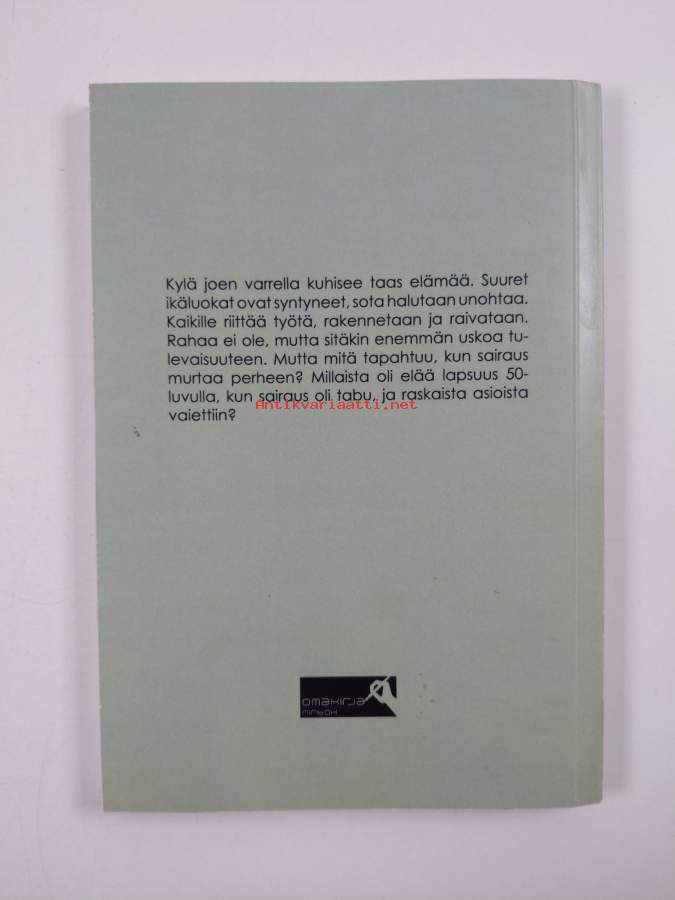 Kylä joen varrella kuhisee taas elämää. Suuret
ikäluokat ovat syntyneet, sota halutaan unohtaa.
Kaikille riittää työtä, rakennetaan ja raivataan.
Rahaa ei ole, mutta sitäkin enemmän uskoa tu-
levaisuuteen. Mutta mitä tapahtuu, kun sairaus
murtaa perheen? Millaista oli elää lapsuus 50-
luvulla, kun sairaus oli tabu, ja raskaista asioista
Antikvariaatti.net
vaiettiin?
omakirja